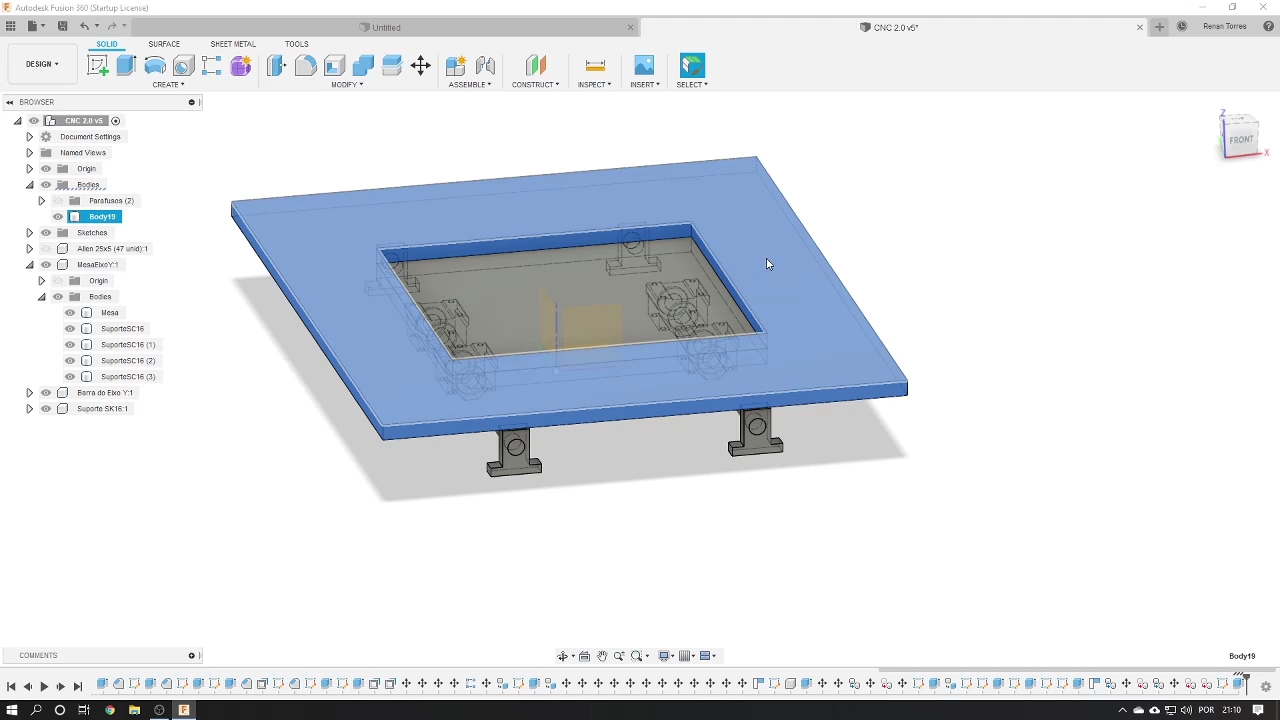 Autodesk Fusion 360 (Startup License)
Untitled
CNC 2.0 v5*
Renan Torres
DESIGN
SOLID SURFACE SHEET METAL TOOLS
CREATE MODIFY ASSEMBLE CONSTRUCT INSPECT INSERT SELECT
BROWSER
CNC 2.0 v5
Document Settings
Named Views
Origin
Bodies
Parafusos (2)
Body19
Sketches
Allen 25x5 (47 unid):1
MesaEixoY:1
Origin
Bodies
Mesa
SuporteSC16
SuporteSC16 (1)
SuporteSC16 (2)
SuporteSC16 (3)
Barra do Eixo Y:1
Suporte SK16:1
Z
FRONT
X
COMMENTS
Body19
POR 21:10